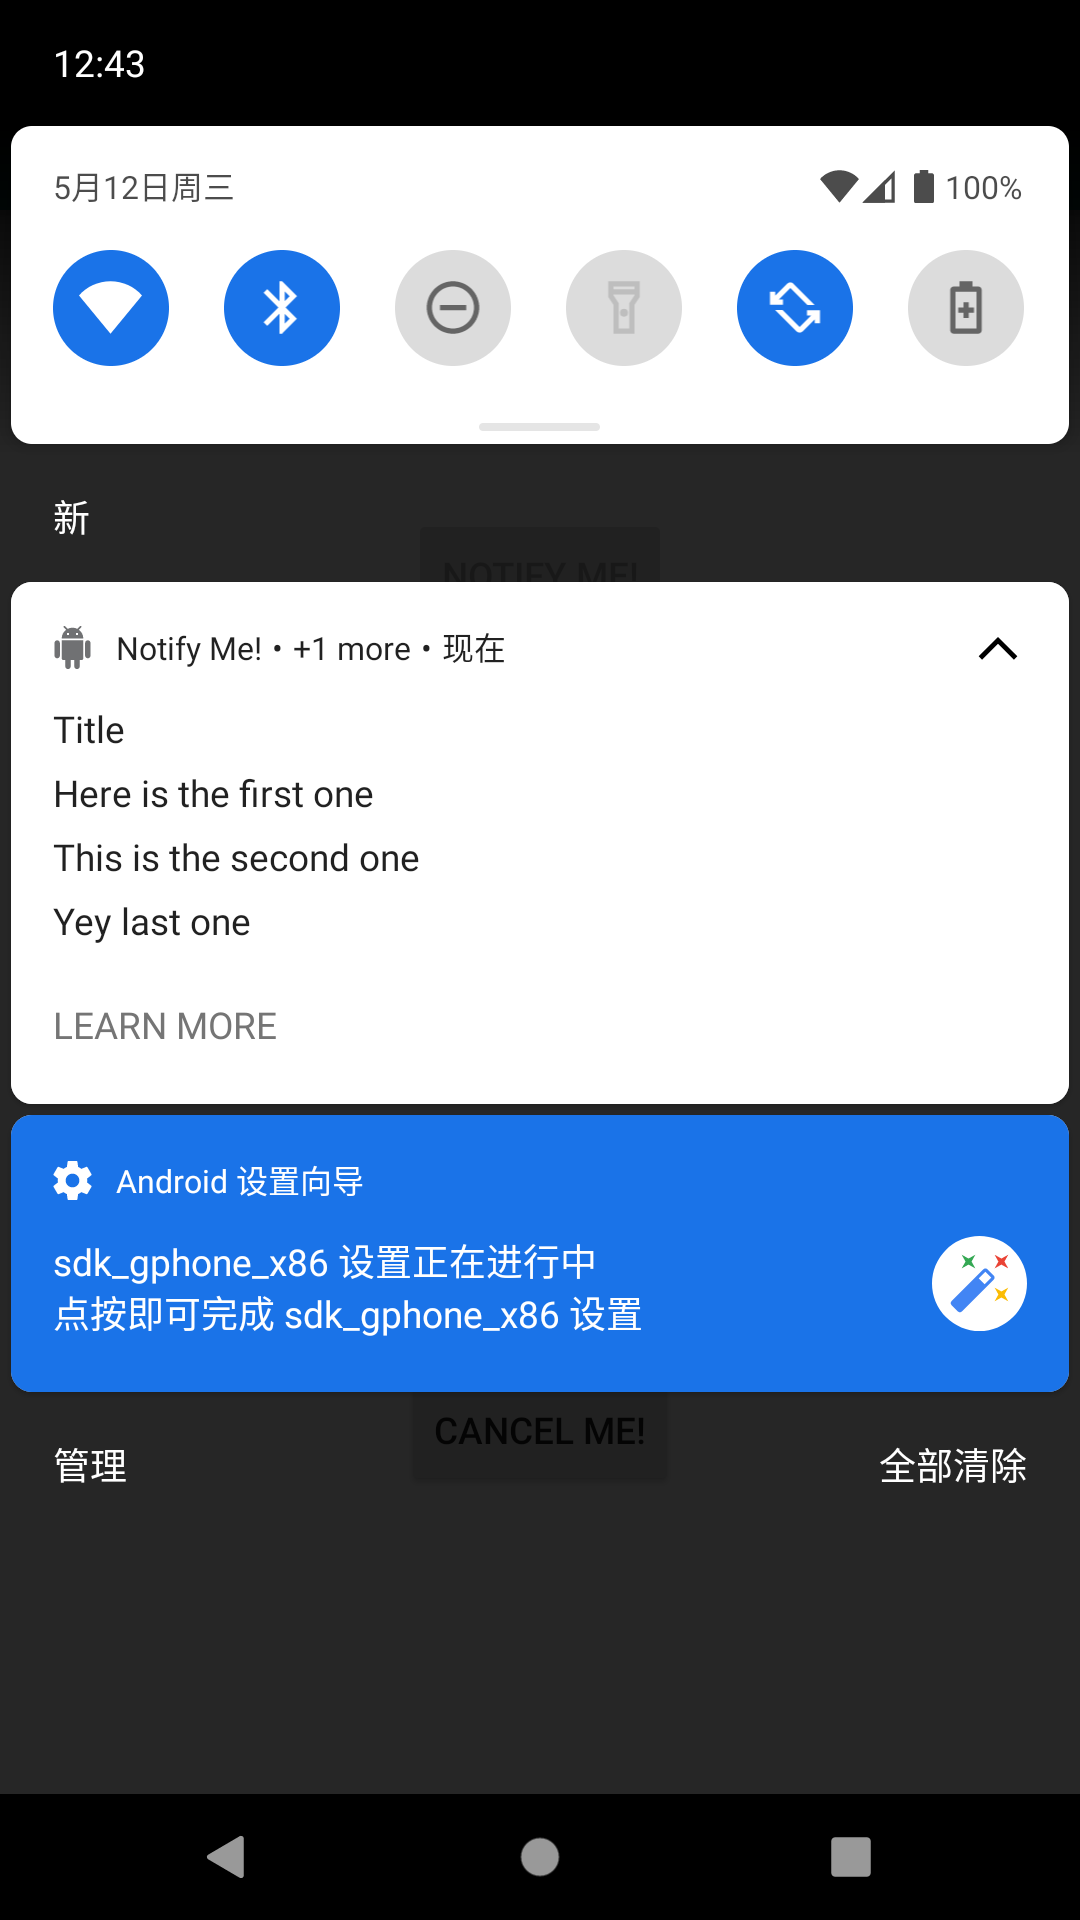 12:43
5月12日周三
100%
新
NOTIFY ME!
Notify Me! • +1 more • 现在
Title
Here is the first one
This is the second one
Yey last one
LEARN MORE
Android 设置向导
sdk_gphone_x86 设置正在进行中
点按即可完成 sdk_gphone_x86 设置
CANCEL ME!
管理
全部清除